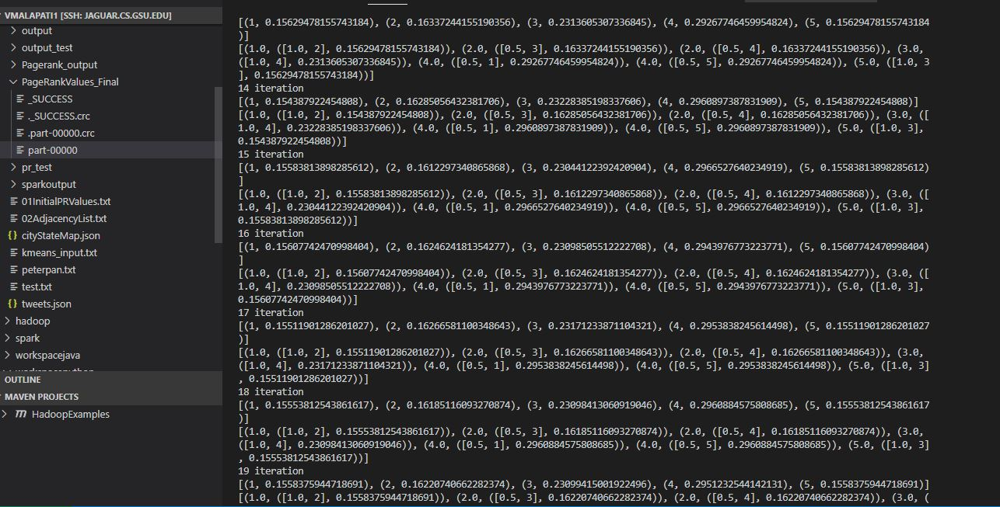 VMALAPATI1 [SSH: JAGUAR.CS.GSU.EDU]
output
output_test
Pagerank_output
PageRankValues_Final
_SUCCESS
._SUCCESS.crc
.part-00000.crc
part-00000
pr_test
sparkoutput
01InitialPRValues.txt
02AdjacencyList.txt
cityStateMap.json
kmeans_input.txt
peterpan.txt
test.txt
tweets.json
hadoop
spark
workspacejava
OUTLINE
MAVEN PROJECTS
HadoopExamples
[(1, 0.15629478155743184), (2, 0.16337244155190356), (3, 0.2313605307336845), (4, 0.29267746459954824), (5, 0.15629478155743184
)]
[(1.0, ([1.0, 2], 0.15629478155743184)), (2.0, ([0.5, 3], 0.16337244155190356)), (2.0, ([0.5, 4], 0.16337244155190356)), (3.0,
([1.0, 4], 0.2313605307336845)), (4.0, ([0.5, 1], 0.29267746459954824)), (4.0, ([0.5, 5], 0.29267746459954824)), (5.0, ([1.0, 3
], 0.15629478155743184))]
14 iteration
[(1, 0.154387922454808), (2, 0.16285056432381706), (3, 0.23228385198337606), (4, 0.2960897387831909), (5, 0.154387922454808)]
[(1.0, ([1.0, 2], 0.154387922454808)), (2.0, ([0.5, 3], 0.16285056432381706)), (2.0, ([0.5, 4], 0.16285056432381706)), (3.0, ([
1.0, 4], 0.23228385198337606)), (4.0, ([0.5, 1], 0.2960897387831909)), (4.0, ([0.5, 5], 0.2960897387831909)), (5.0, ([1.0, 3],
0.154387922454808))]
15 iteration
[(1, 0.15583813898285612), (2, 0.1612297340865868), (3, 0.23044122392420904), (4, 0.2966527640234919), (5, 0.15583813898285612)
]
[(1.0, ([1.0, 2], 0.15583813898285612)), (2.0, ([0.5, 3], 0.1612297340865868)), (2.0, ([0.5, 4], 0.1612297340865868)), (3.0, ([
1.0, 4], 0.23044122392420904)), (4.0, ([0.5, 1], 0.2966527640234919)), (4.0, ([0.5, 5], 0.2966527640234919)), (5.0, ([1.0, 3],
0.15583813898285612))]
16 iteration
[(1, 0.15607742470998404), (2, 0.1624624181354277), (3, 0.23098505512222708), (4, 0.2943976773223771), (5, 0.15607742470998404)
]
[(1.0, ([1.0, 2], 0.15607742470998404)), (2.0, ([0.5, 3], 0.1624624181354277)), (2.0, ([0.5, 4], 0.1624624181354277)), (3.0, ([
1.0, 4], 0.23098505512222708)), (4.0, ([0.5, 1], 0.2943976773223771)), (4.0, ([0.5, 5], 0.2943976773223771)), (5.0, ([1.0, 3],
0.15607742470998404))]
17 iteration
[(1, 0.15511901286201027), (2, 0.16266581100348643), (3, 0.23171233871104321), (4, 0.2953838245614498), (5, 0.15511901286201027
)]
[(1.0, ([1.0, 2], 0.15511901286201027)), (2.0, ([0.5, 3], 0.16266581100348643)), (2.0, ([0.5, 4], 0.16266581100348643)), (3.0,
([1.0, 4], 0.23171233871104321)), (4.0, ([0.5, 1], 0.2953838245614498)), (4.0, ([0.5, 5], 0.2953838245614498)), (5.0, ([1.0, 3]
, 0.15511901286201027))]
18 iteration
[(1, 0.15553812543861617), (2, 0.16185116093270874), (3, 0.23098413060919046), (4, 0.2960884575808685), (5, 0.15553812543861617
)]
[(1.0, ([1.0, 2], 0.15553812543861617)), (2.0, ([0.5, 3], 0.16185116093270874)), (2.0, ([0.5, 4], 0.16185116093270874)), (3.0,
([1.0, 4], 0.23098413060919046)), (4.0, ([0.5, 1], 0.2960884575808685)), (4.0, ([0.5, 5], 0.2960884575808685)), (5.0, ([1.0, 3]
, 0.15553812543861617))]
19 iteration
[(1, 0.1558375944718691), (2, 0.16220740662282374), (3, 0.23099415001922496), (4, 0.2951232544142131), (5, 0.1558375944718691)]
[(1.0, ([1.0, 2], 0.1558375944718691)), (2.0, ([0.5, 3], 0.16220740662282374)), (2.0, ([0.5, 4], 0.16220740662282374)), (3.0, (